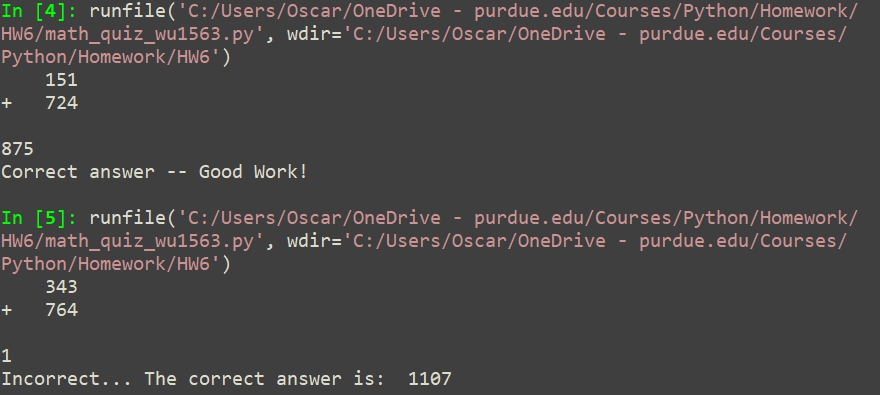 In [4]: runfile('C:/Users/Oscar/OneDrive - purdue.edu/Courses/Python/Homework/
HW6/math_quiz_wu1563.py', wdir='C:/Users/Oscar/OneDrive - purdue.edu/Courses/
Python/Homework/HW6')
    151
+   724
875
Correct answer -- Good Work!
In [5]: runfile('C:/Users/Oscar/OneDrive - purdue.edu/Courses/Python/Homework/
HW6/math_quiz_wu1563.py', wdir='C:/Users/Oscar/OneDrive - purdue.edu/Courses/
Python/Homework/HW6')
    343
+   764
1
Incorrect... The correct answer is:  1107